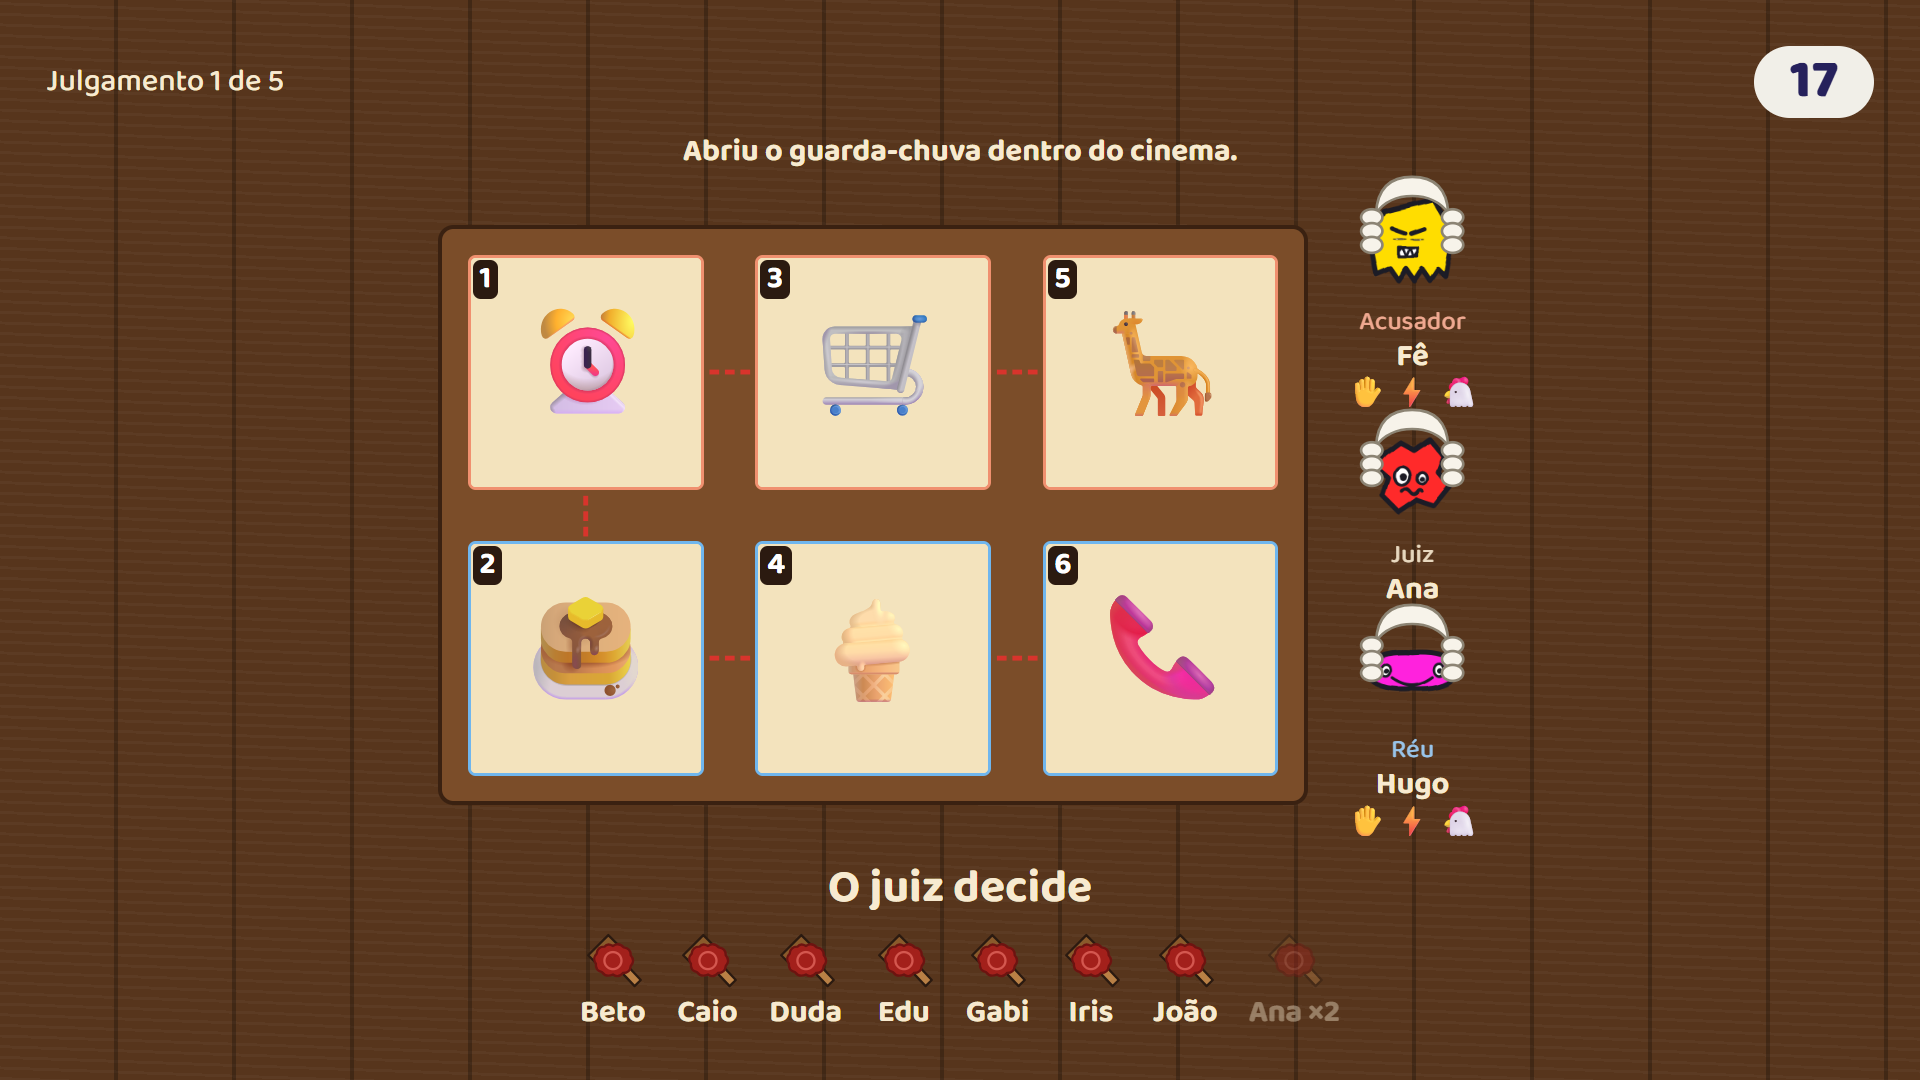 Julgamento 1 de 5
17
Abriu o guarda-chuva dentro do cinema.
1
3
5
2
4
6
Acusador
Fê
Juiz
Ana
Réu
Hugo
O juiz decide
Beto
Caio
Duda
Edu
Gabi
Iris
João
Ana ×2